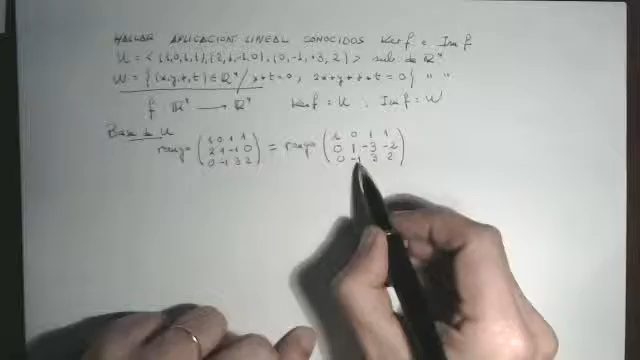 HALLAR APLICACION LINEAL CONOCIDOS Ker f e Im f
U = < (1,0,1,1), (2,1,-1,0), (0,-1,+3,2) > sub de R⁴
W = { (x,y,z,t) ∈ R⁴ / x+t=0, 2x+y+z+t=0 } " "
f R⁴ → R⁴ Ker f = U ; Im f = W
Base de U
rango ( 1 0 1 1 = rango ( 1 0 1 1
2 1 -1 0 0 1 -3 -2
0 -1 3 2 ) 0 -1 3 2 )